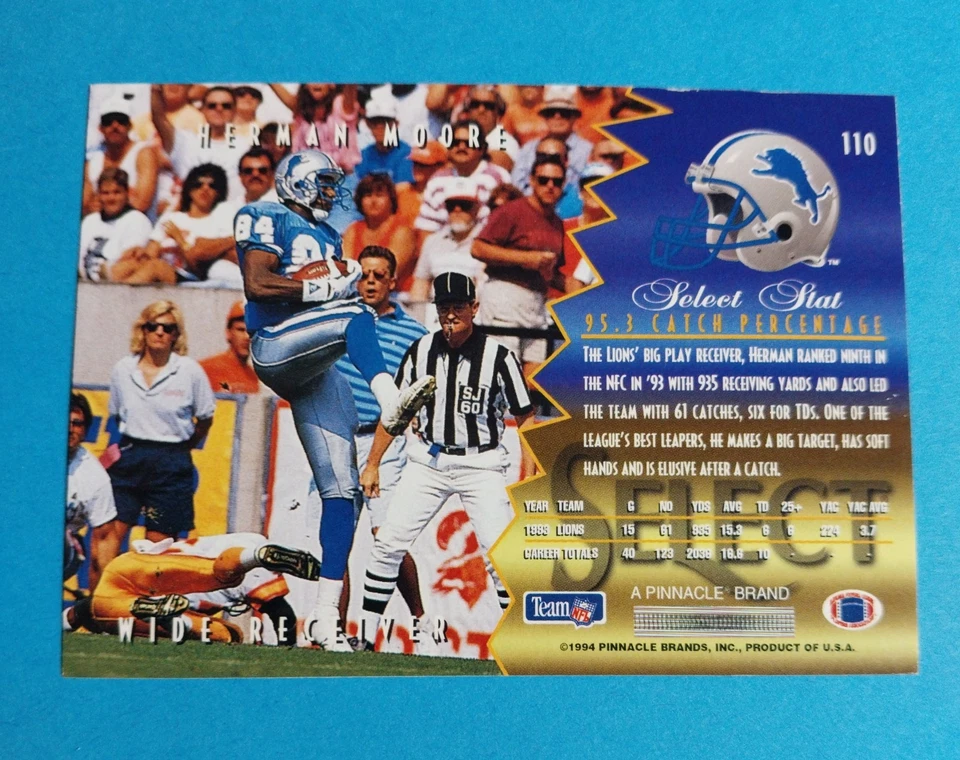 HERMAN MOORE
110
84
84
SJ
60
TM
Select Stat
95.3 CATCH PERCENTAGE
THE LIONS' BIG PLAY RECEIVER, HERMAN RANKED NINTH IN
THE NFC IN '93 WITH 935 RECEIVING YARDS AND ALSO LED
THE TEAM WITH 61 CATCHES, SIX FOR TDS. ONE OF THE
LEAGUE'S BEST LEAPERS, HE MAKES A BIG TARGET, HAS SOFT
HANDS AND IS ELUSIVE AFTER A CATCH.
SELECT
YEAR TEAM G NO YDS AVG TD 25+ YAC YAC AVG
1993 LIONS 15 61 935 15.3 6 224 3.7
CAREER TOTALS 40 123 2039 16.6 10 - - -
WIDE RECEIVER
Team NFL
A PINNACLE® BRAND
©1994 PINNACLE BRANDS, INC., PRODUCT OF U.S.A.